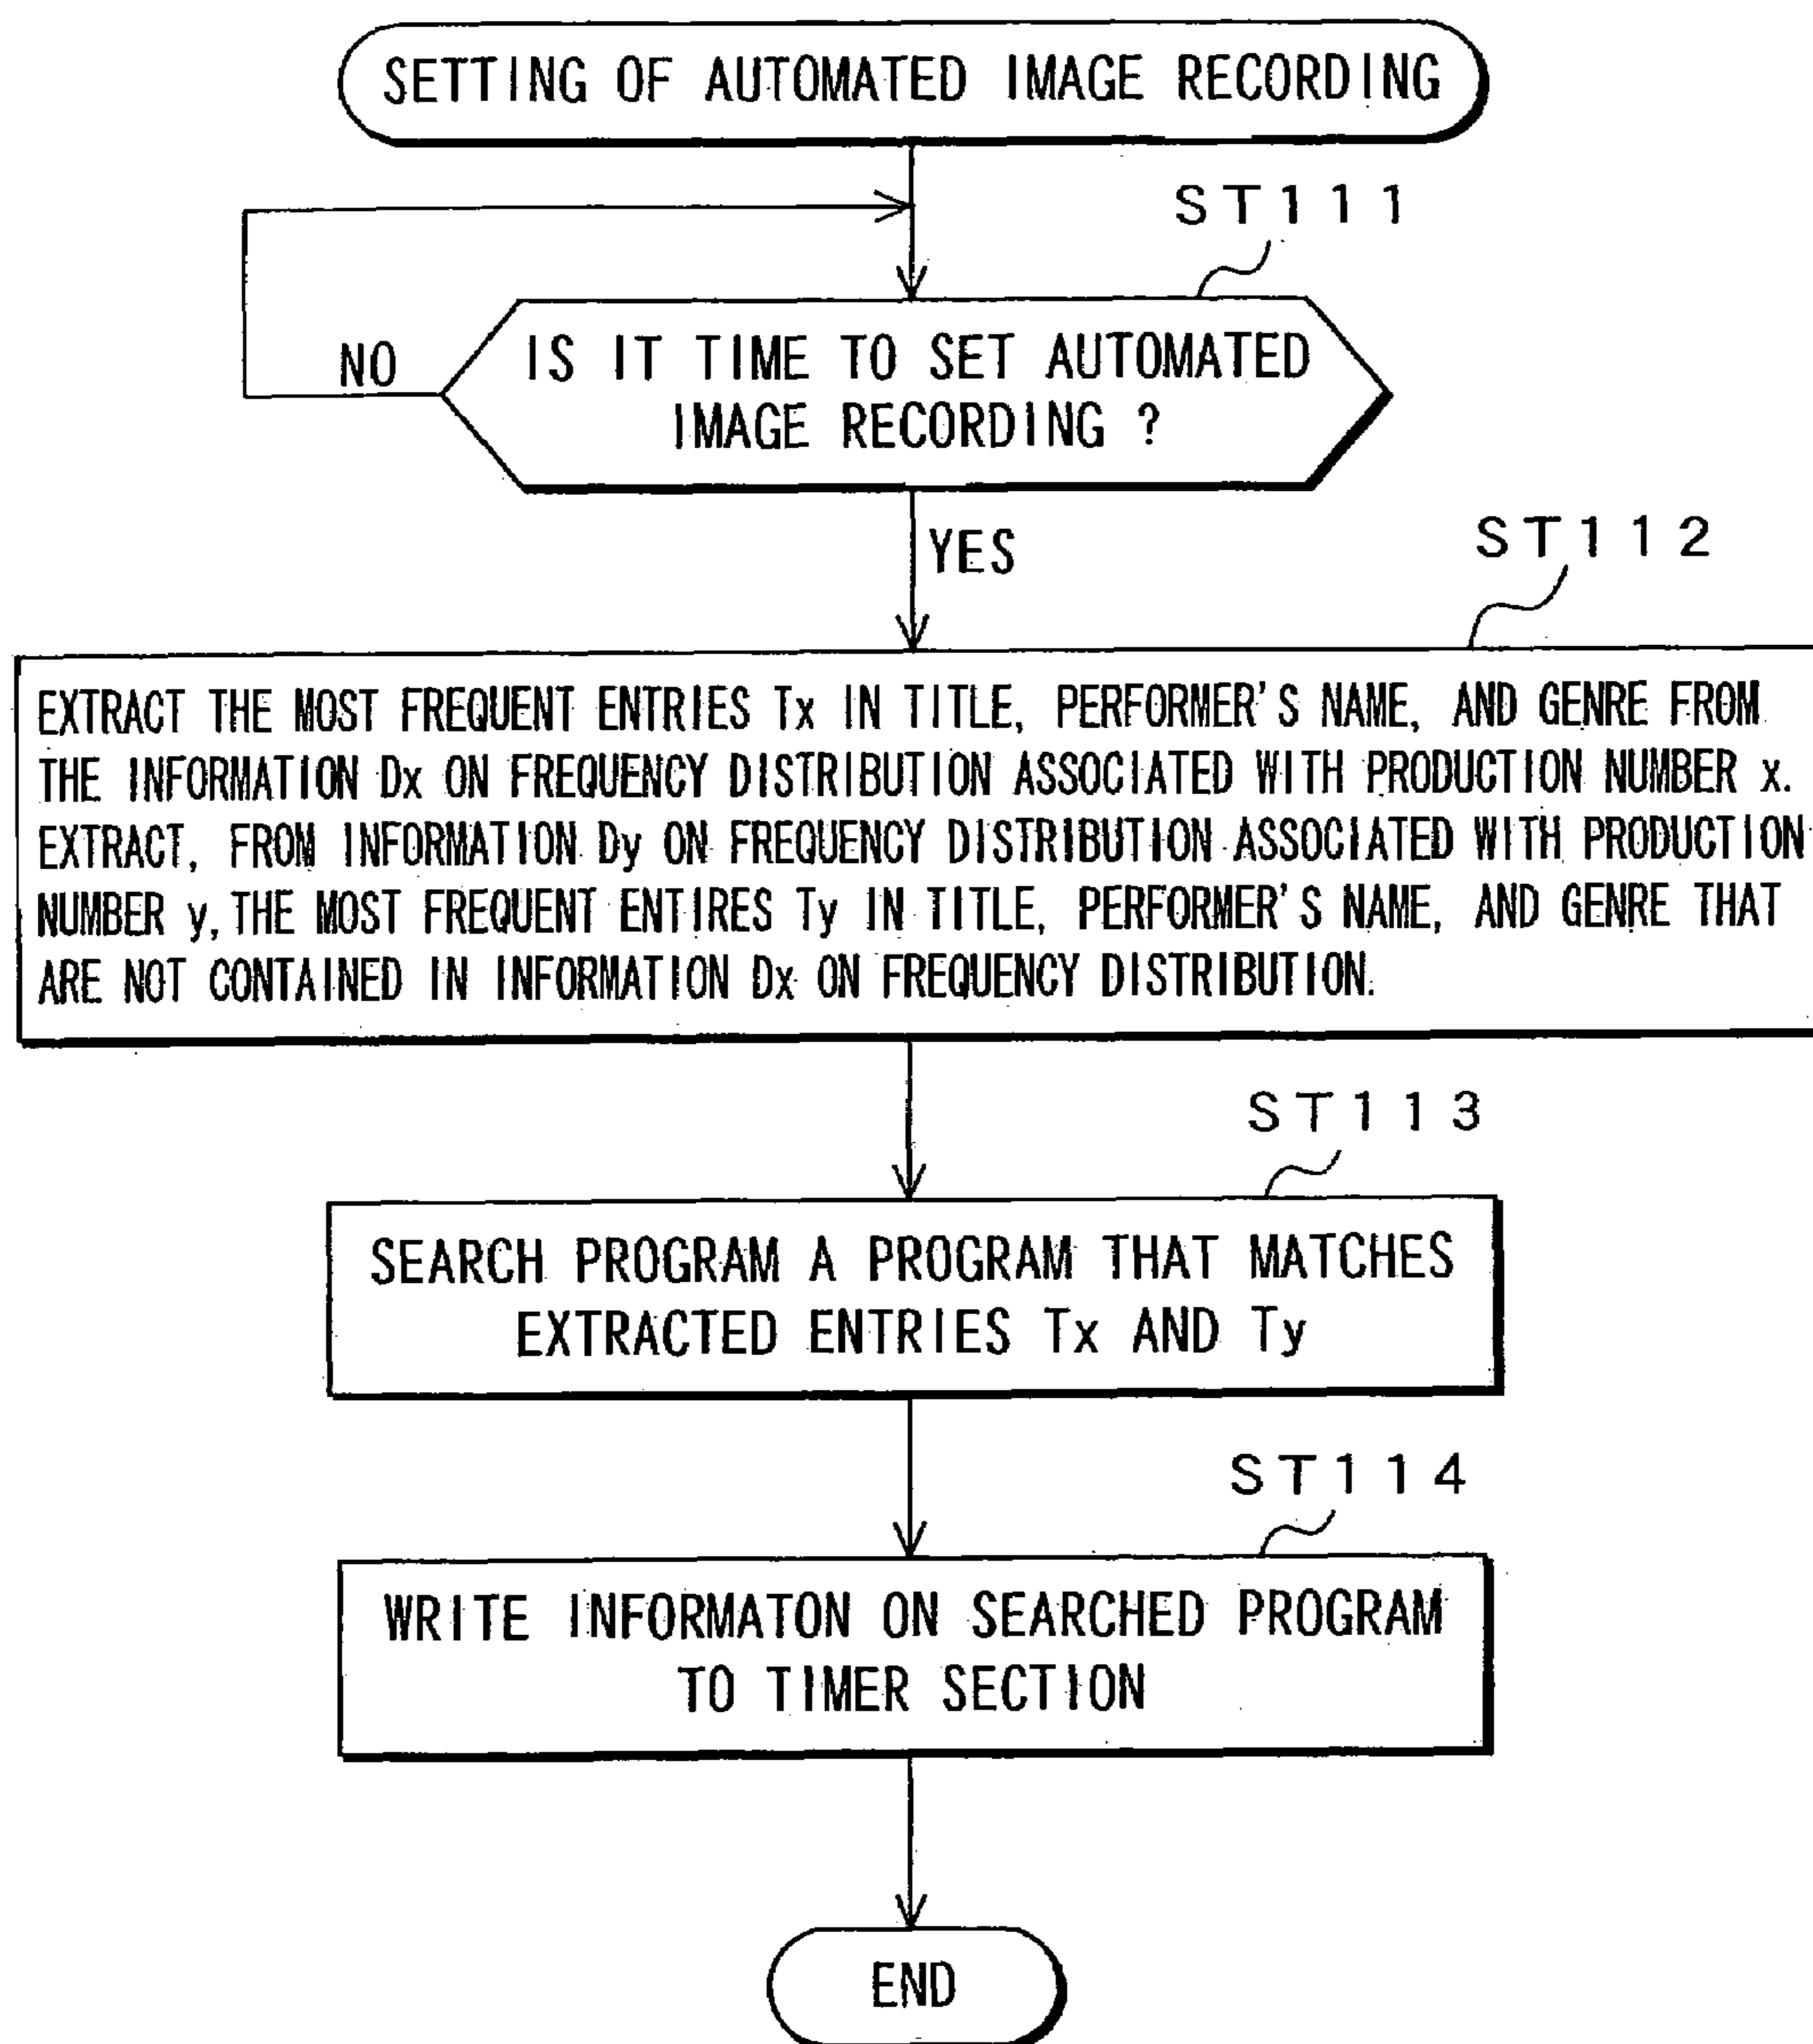 SETTING OF AUTOMATED IMAGE RECORDING
ST111
IS IT TIME TO SET AUTOMATED
NO
IMAGE RECORDING ?
YES
ST112
EXTRACT THE MOST FREQUENT ENTRIES Tx IN TITLE, PERFORMER'S NAME, AND GENRE FROM
THE INFORMATION Dx ON FREQUENCY DISTRIBUTION ASSOCIATED WITH PRODUCTION NUMBER x.
EXTRACT, FROM INFORMATION Dy ON FREQUENCY DISTRIBUTION ASSOCIATED WITH PRODUCTION
NUMBER y, THE MOST FREQUENT ENTIRES Ty IN TITLE, PERFORMER'S NAME, AND GENRE THAT
ARE NOT CONTAINED IN INFORMATION Dx ON FREQUENCY DISTRIBUTION.
ST113
SEARCH PROGRAM A PROGRAM THAT MATCHES
EXTRACTED ENTRIES Tx AND Ty
ST114
WRITE INFORMATON ON SEARCHED PROGRAM
TO TIMER SECTION
END